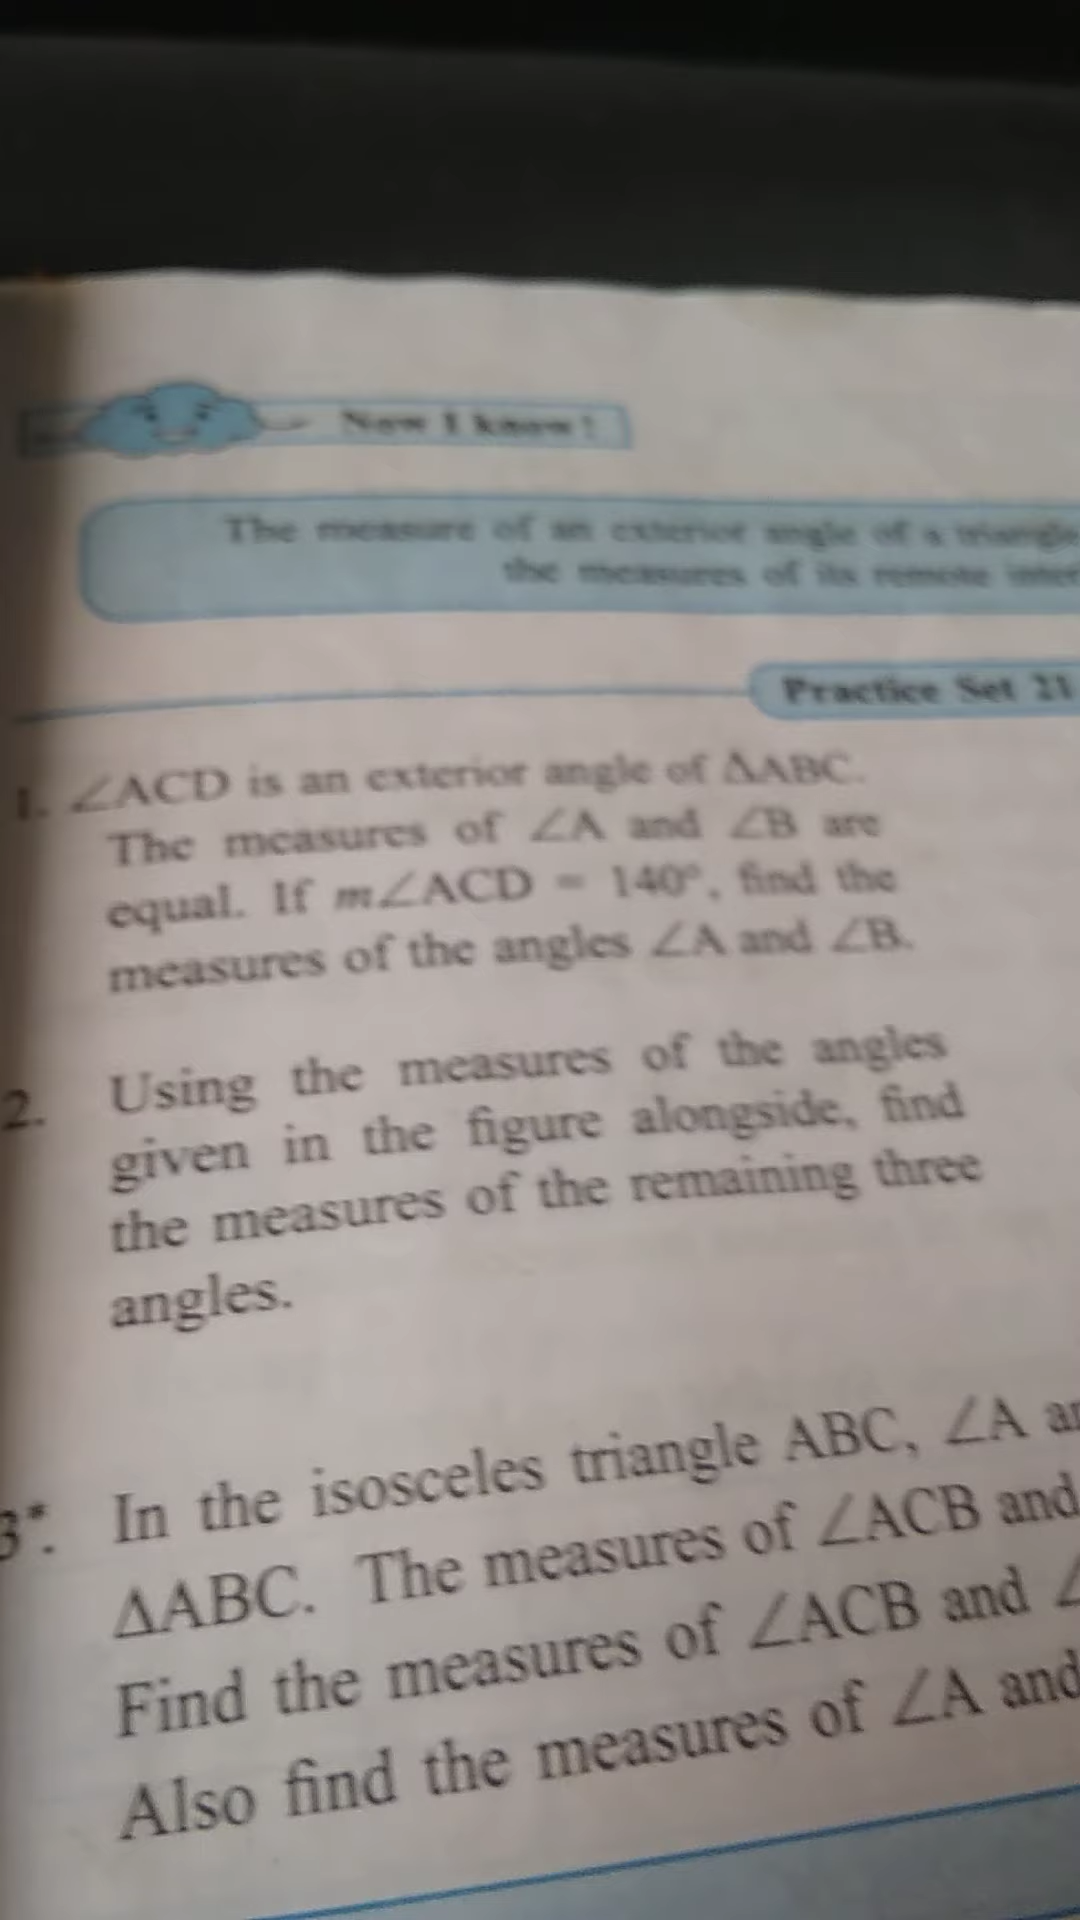 Now I know !
The measure of an exterior angle of a triangle
the measures of its remote
Practice Set 21
1. ∠ACD is an exterior angle of ΔABC.
The measures of ∠A and ∠B are
equal. If m∠ACD = 140°, find the
measures of the angles ∠A and ∠B.
2. Using the measures of the angles
given in the figure alongside, find
the measures of the remaining three
angles.
3*. In the isosceles triangle ABC, ∠A
ΔABC. The measures of ∠ACB and
Find the measures of ∠ACB and ∠
Also find the measures of ∠A and